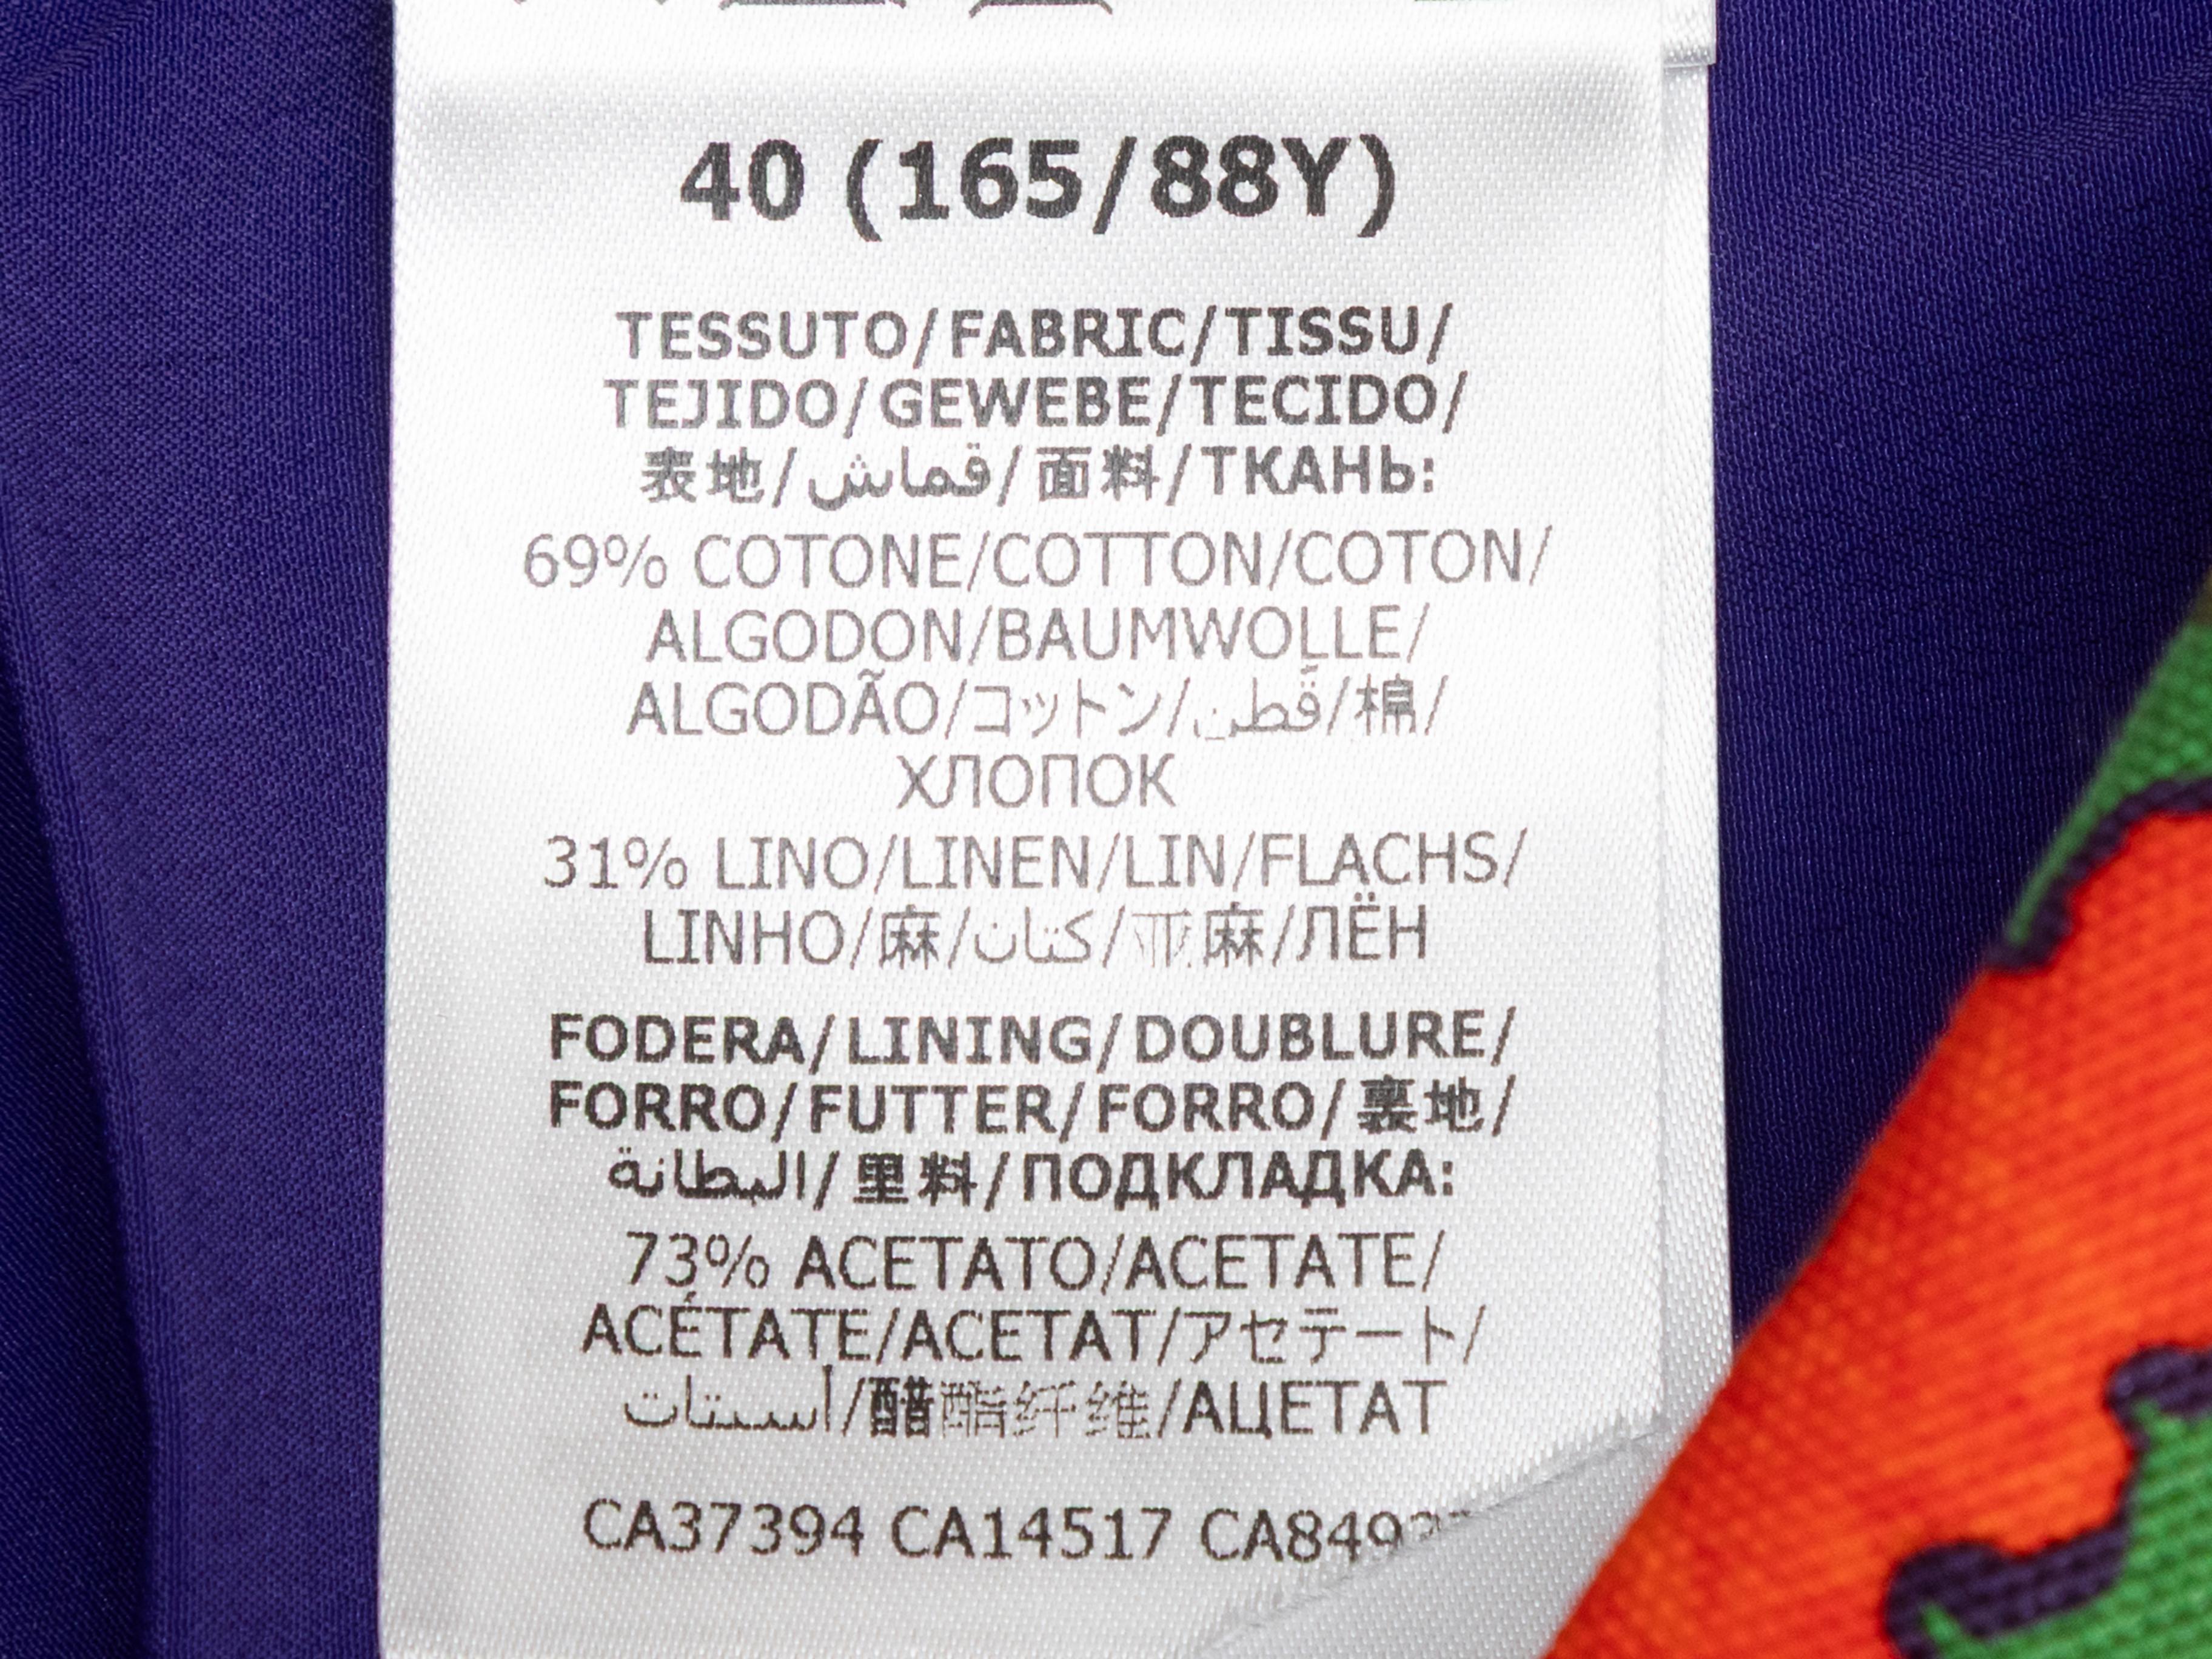 40 (165/88Y)
TESSUTO/FABRIC/TISSU/
TEJIDO/GEWEBE/TECIDO/
表地/قماش/面料/ТКАНЬ:
69% COTONE/COTTON/COTON/
ALGODON/BAUMWOLLE/
ALGODÃO/コットン/قطن/棉/
ХЛОПОК
31% LINO/LINEN/LIN/FLACHS/
LINHO/麻/كتان/亚麻/ЛЁН
FODERA/LINING/DOUBLURE/
FORRO/FUTTER/FORRO/裏地/
البطانة/里料/ПОДКЛАДКА:
73% ACETATO/ACETATE/
ACÉTATE/ACETAT/アセテート/
أستات/醋酯纤维/АЦЕТАТ
CA37394 CA14517